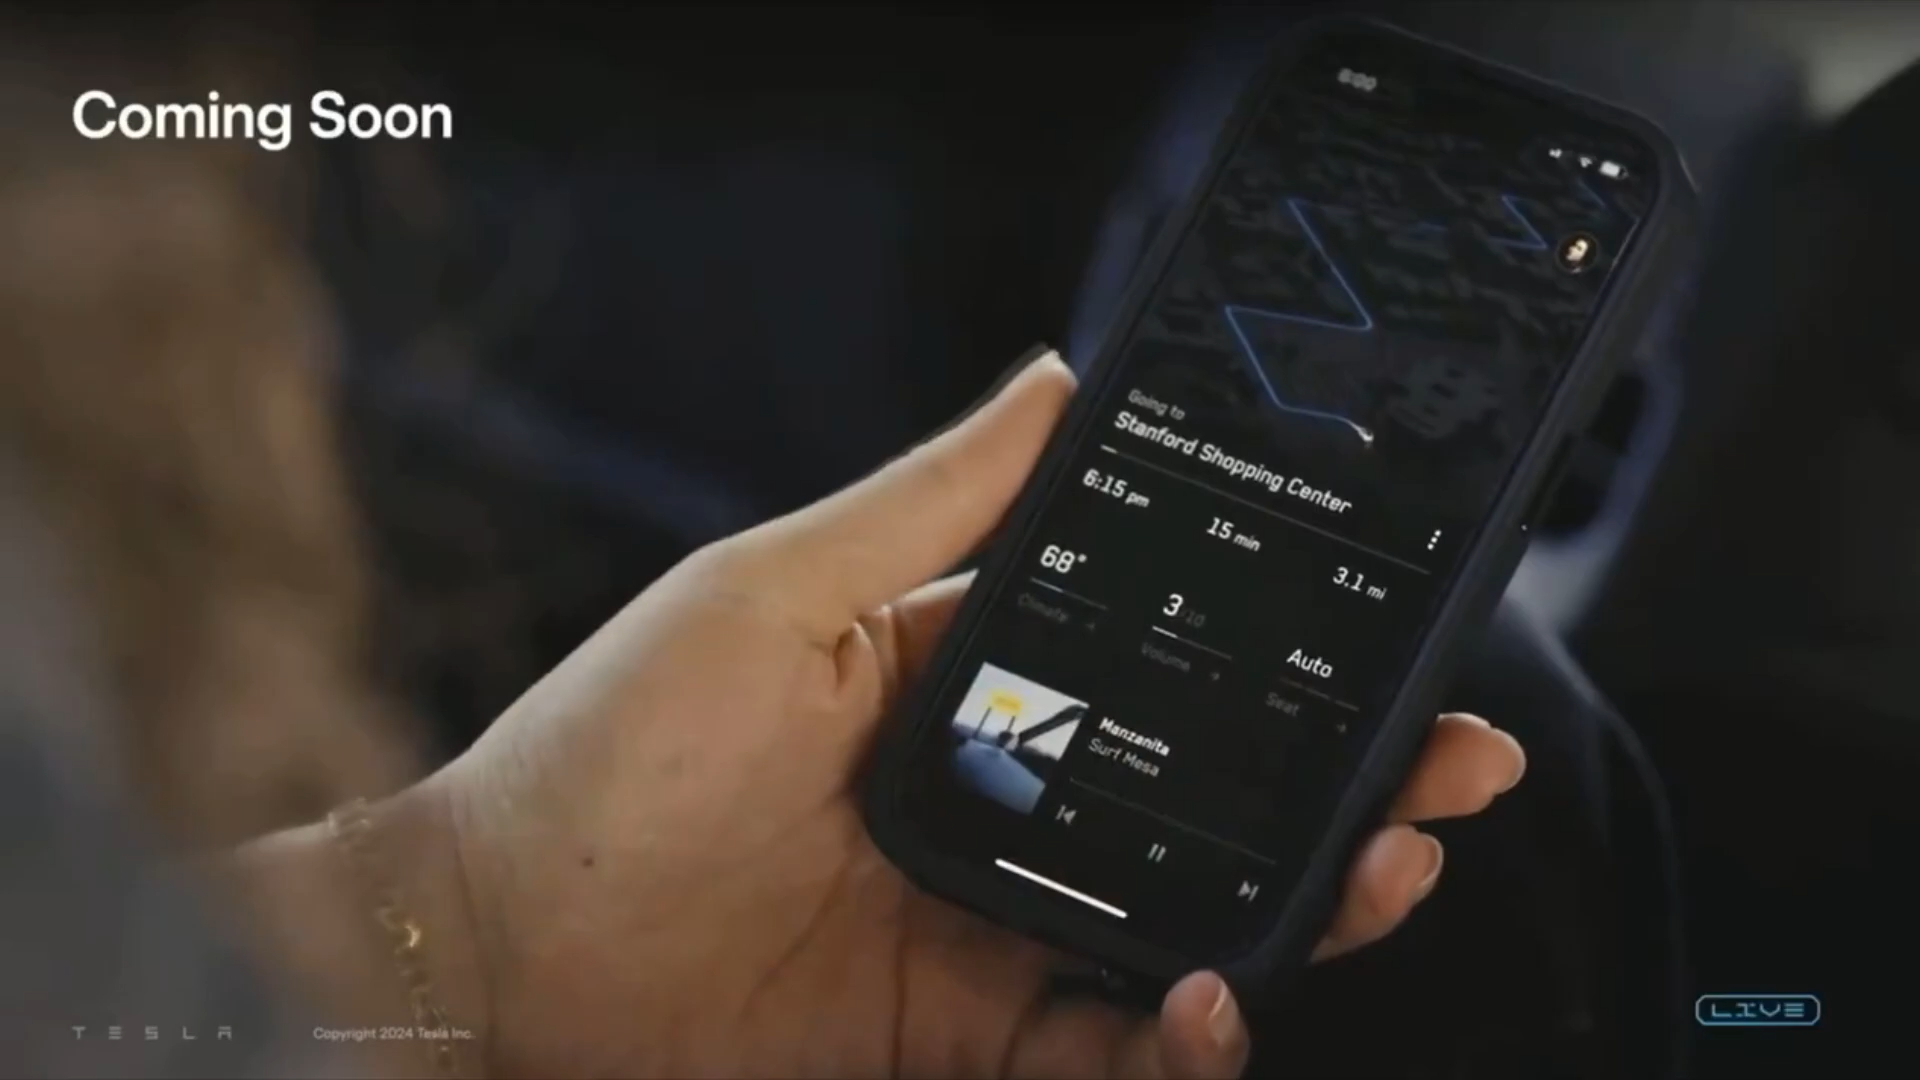 Coming Soon
Going to
Stanford Shopping Center
6:15 pm
15 min
3.1 mi
68°
Climate
3/10
Volume
Auto
Seat
Manzanita
Surf Mesa
TESLA
Copyright 2024 Tesla Inc.
LIVE